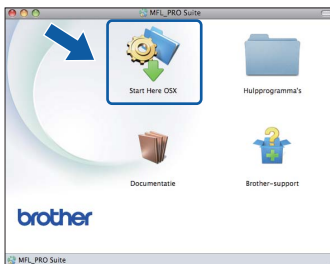 MFL_PRO Suite
Start Here OSX
Hulpprogramma's
Documentatie
Brother-support
brother
MFL_PRO Suite